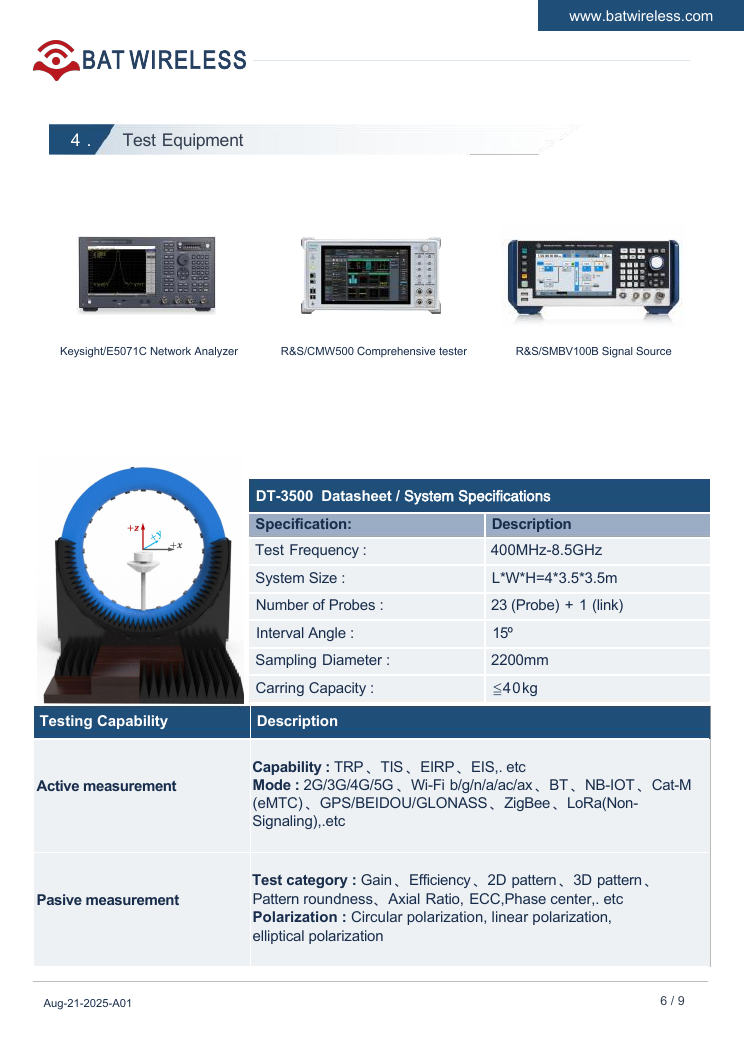 www.batwireless.com
BAT WIRELESS
4 . Test Equipment
Keysight/E5071C Network Analyzer
R&S/CMW500 Comprehensive tester
R&S/SMBV100B Signal Source
+z
+y
+x
DT-3500 Datasheet / System Specifications
Specification: Description
Test Frequency : 400MHz-8.5GHz
System Size : L*W*H=4*3.5*3.5m
Number of Probes : 23 (Probe) + 1 (link)
Interval Angle : 15º
Sampling Diameter : 2200mm
Carring Capacity : ≦40kg
Testing Capability Description
Active measurement
Capability : TRP、TIS、EIRP、EIS,. etc
Mode : 2G/3G/4G/5G、Wi-Fi b/g/n/a/ac/ax、BT、NB-IOT、Cat-M
(eMTC)、GPS/BEIDOU/GLONASS、ZigBee、LoRa(Non-
Signaling),.etc
Pasive measurement
Test category : Gain、Efficiency、2D pattern、3D pattern、
Pattern roundness、Axial Ratio, ECC,Phase center,. etc
Polarization : Circular polarization, linear polarization,
elliptical polarization
Aug-21-2025-A01
6 / 9